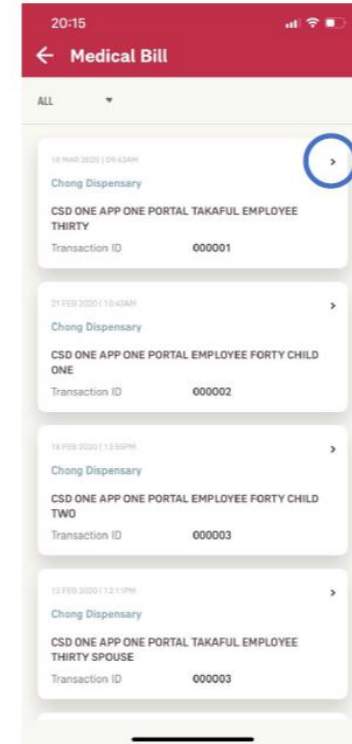 20:15
Medical Bill
ALL
18 MAR 2020 | 09:43AM
Chong Dispensary
CSD ONE APP ONE PORTAL TAKAFUL EMPLOYEE
THIRTY
Transaction ID 000001
21 FEB 2020 | 10:40AM
Chong Dispensary
CSD ONE APP ONE PORTAL EMPLOYEE FORTY CHILD
ONE
Transaction ID 000002
18 FEB 2020 | 12:55PM
Chong Dispensary
CSD ONE APP ONE PORTAL EMPLOYEE FORTY CHILD
TWO
Transaction ID 000003
12 FEB 2020 | 12:11PM
Chong Dispensary
CSD ONE APP ONE PORTAL TAKAFUL EMPLOYEE
THIRTY SPOUSE
Transaction ID 000003